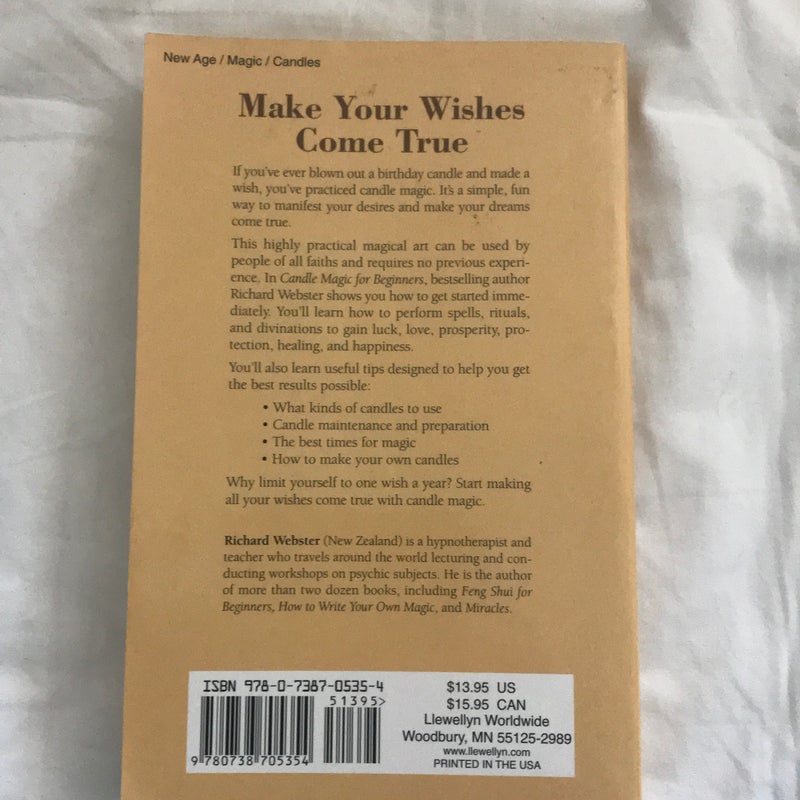 New Age / Magic / Candles
Make Your Wishes
Come True
If you've ever blown out a birthday candle and made a
wish, you've practiced candle magic. It's a simple, fun
way to manifest your desires and make your dreams
come true.
This highly practical magical art can be used by
people of all faiths and requires no previous experi-
ence. In Candle Magic for Beginners, bestselling author
Richard Webster shows you how to get started imme-
diately. You'll learn how to perform spells, rituals,
and divinations to gain luck, love, prosperity, pro-
tection, healing, and happiness.
You'll also learn useful tips designed to help you get
the best results possible:
• What kinds of candles to use
• Candle maintenance and preparation
• The best times for magic
• How to make your own candles
Why limit yourself to one wish a year? Start making
all your wishes come true with candle magic.
Richard Webster (New Zealand) is a hypnotherapist and
teacher who travels around the world lecturing and con-
ducting workshops on psychic subjects. He is the author
of more than two dozen books, including Feng Shui for
Beginners, How to Write Your Own Magic, and Miracles.
ISBN 978-0-7387-0535-4
51395>
9 780738 705354
$13.95 US
$15.95 CAN
Llewellyn Worldwide
Woodbury, MN 55125-2989
www.llewellyn.com
PRINTED IN THE USA